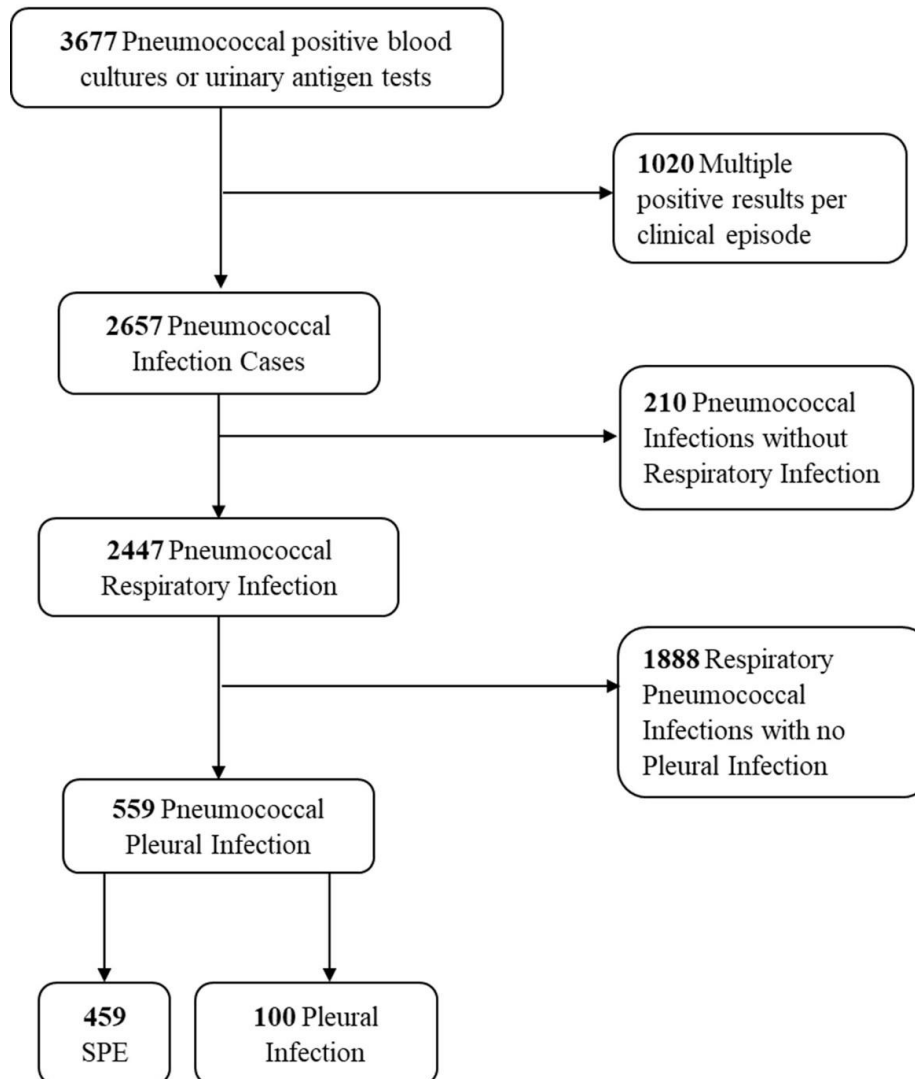 3677 Pneumococcal positive blood
cultures or urinary antigen tests
1020 Multiple
positive results per
clinical episode
2657 Pneumococcal
Infection Cases
210 Pneumococcal
Infections without
Respiratory Infection
2447 Pneumococcal
Respiratory Infection
1888 Respiratory
Pneumococcal
Infections with no
Pleural Infection
559 Pneumococcal
Pleural Infection
459
SPE
100 Pleural
Infection